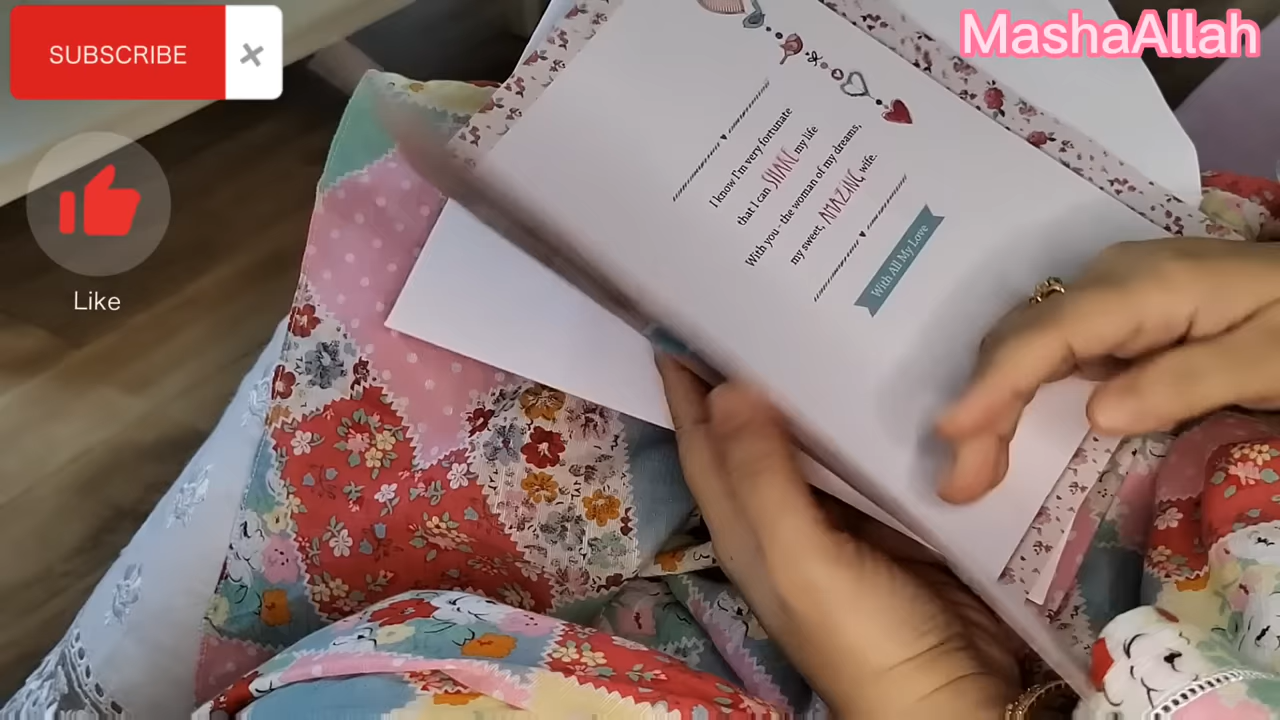 SUBSCRIBE
MashaAllah
Like
I know I'm very fortunate
that I can SHARE my life
With you - the woman of my dreams,
my sweet, AMAZING wife.
With All My Love